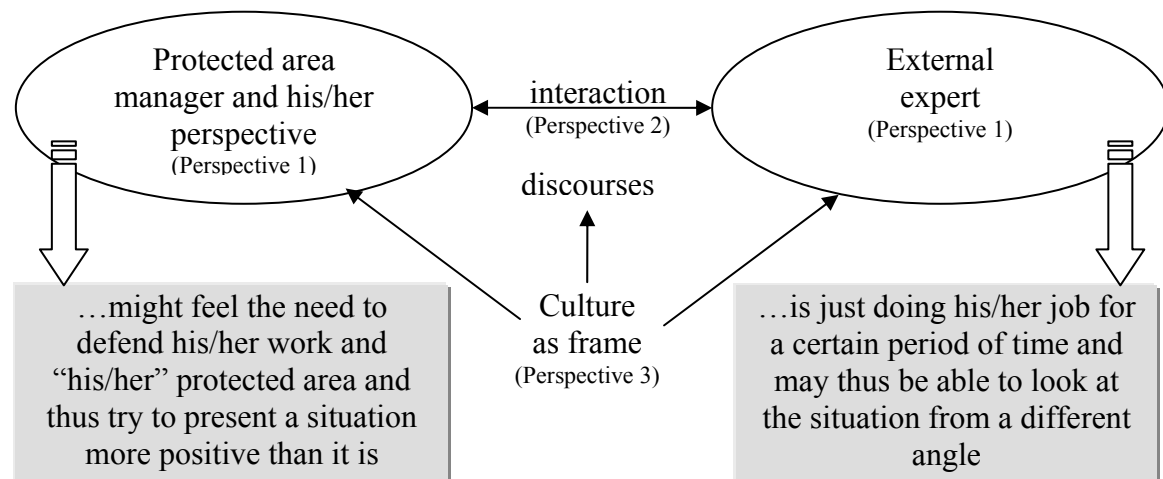 Protected area
manager and his/her
perspective
(Perspective 1)
interaction
(Perspective 2)
discourses
External
expert
(Perspective 1)
Culture
as frame
(Perspective 3)
…might feel the need to
defend his/her work and
“his/her” protected area and
thus try to present a situation
more positive than it is
…is just doing his/her job for
a certain period of time and
may thus be able to look at
the situation from a different
angle